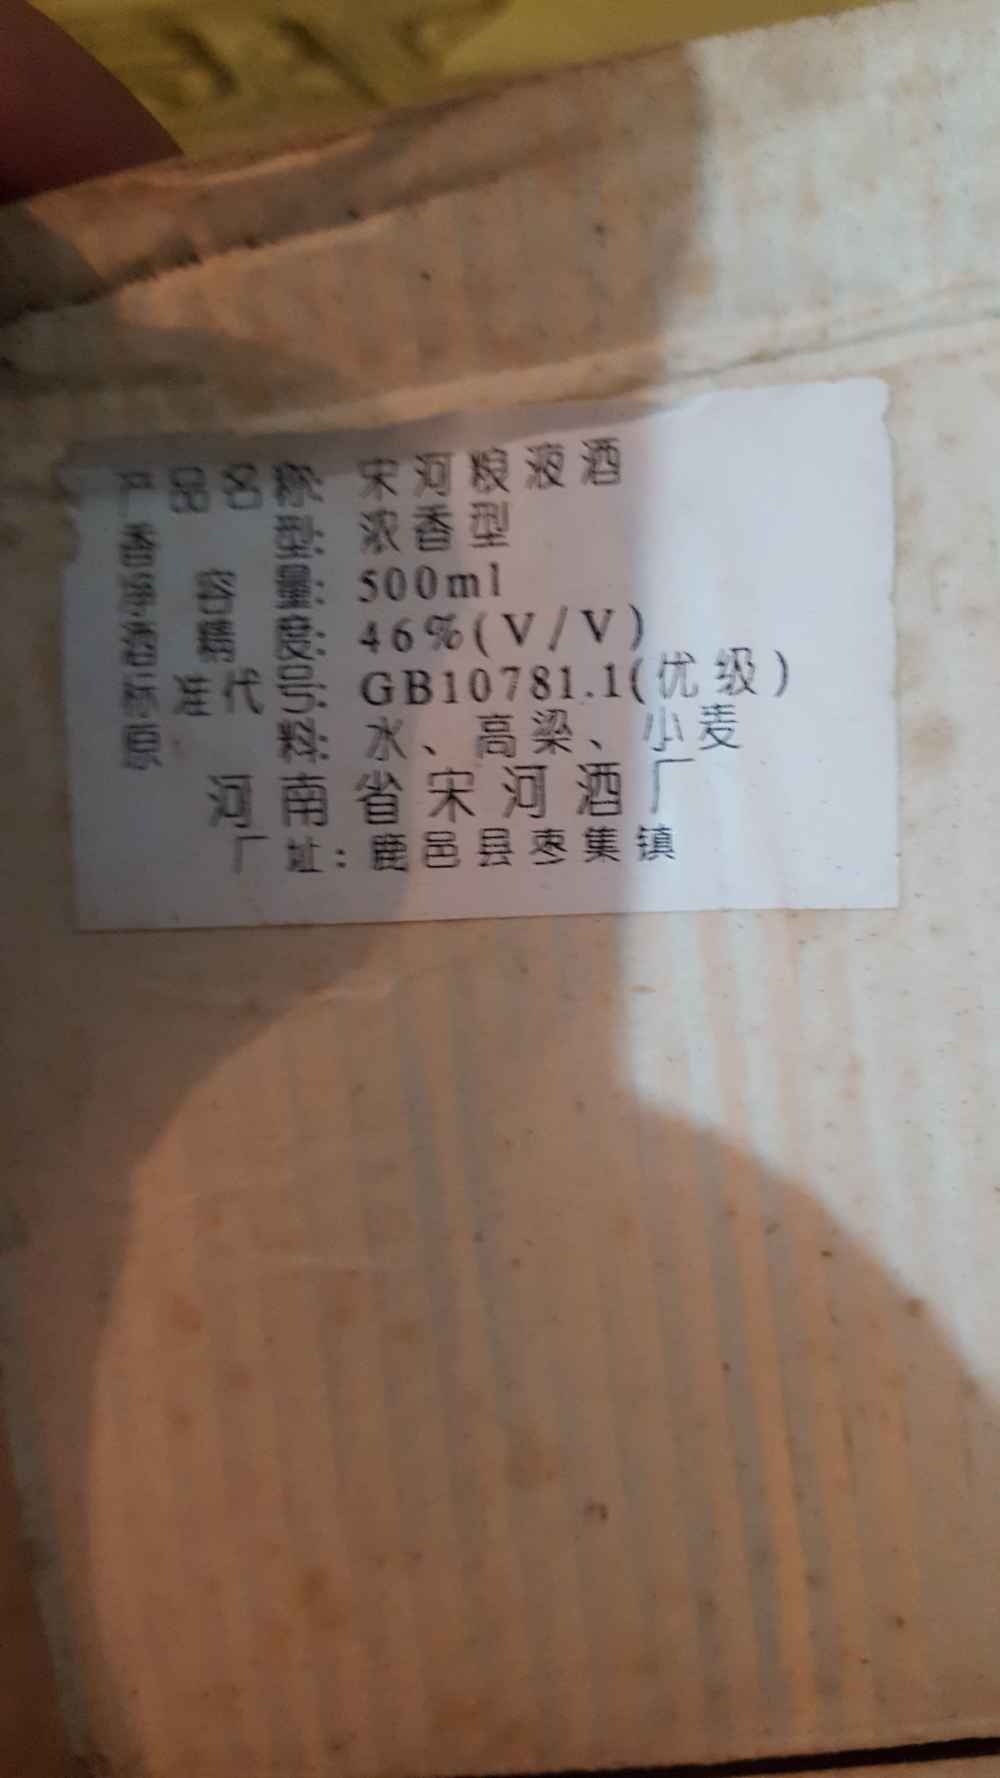 产品名称: 宋河粮液酒
香 型: 浓香型
净容量: 500ml
酒精度: 46%(V/V)
标准代号: GB10781.1(优级)
原 料: 水、高粱、小麦
河南省宋河酒厂
厂址: 鹿邑县枣集镇